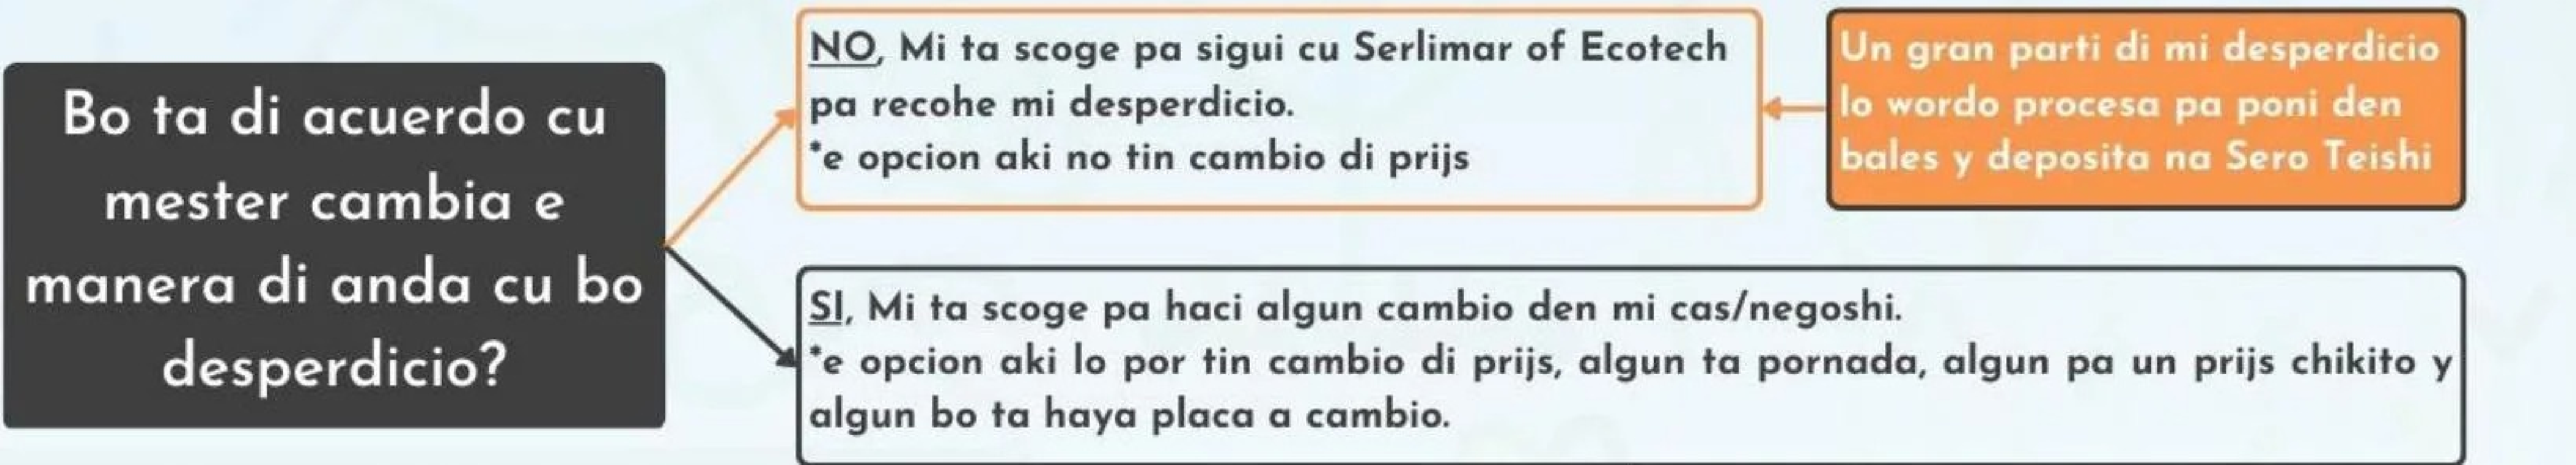 Bo ta di acuerdo cu
mester cambia e
manera di anda cu bo
desperdicio?
NO, Mi ta scoge pa sigui cu Serlimar of Ecotech
pa recohe mi desperdicio.
*e opcion aki no tin cambio di prijs
Un gran parti di mi desperdicio
lo wordo procesa pa poni den
bales y deposita na Sero Teishi
SI, Mi ta scoge pa haci algun cambio den mi cas/negoshi.
*e opcion aki lo por tin cambio di prijs, algun ta pornada, algun pa un prijs chikito y
algun bo ta haya placa a cambio.